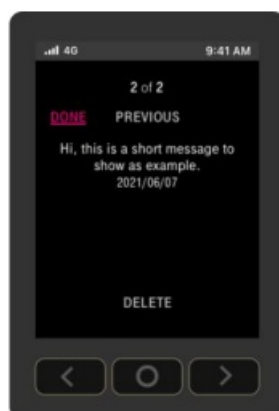 4G 9:41 AM
2 of 2
DONE PREVIOUS
Hi, this is a short message to
show as example.
2021/06/07
DELETE